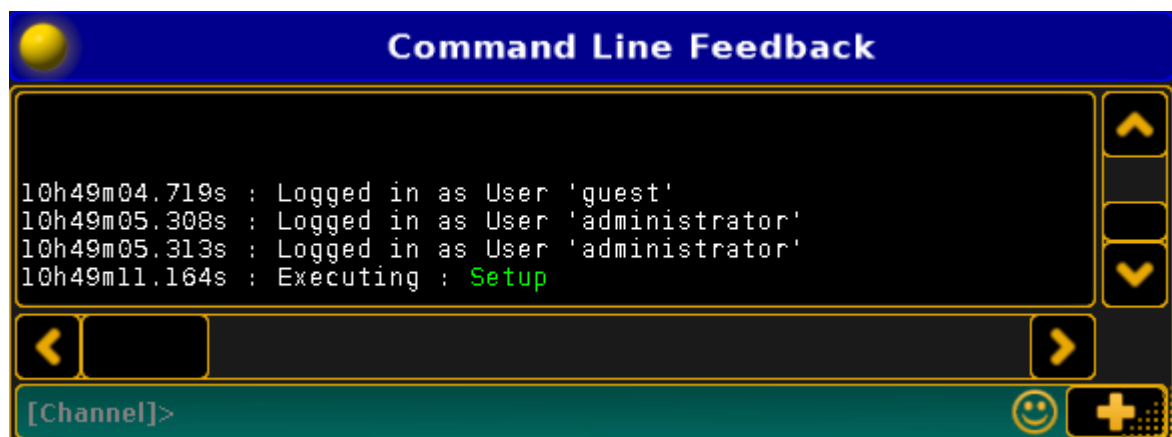 Command Line Feedback
10h49m04.719s : Logged in as User 'guest'
10h49m05.308s : Logged in as User 'administrator'
10h49m05.313s : Logged in as User 'administrator'
10h49m11.164s : Executing : Setup
[Channel]>